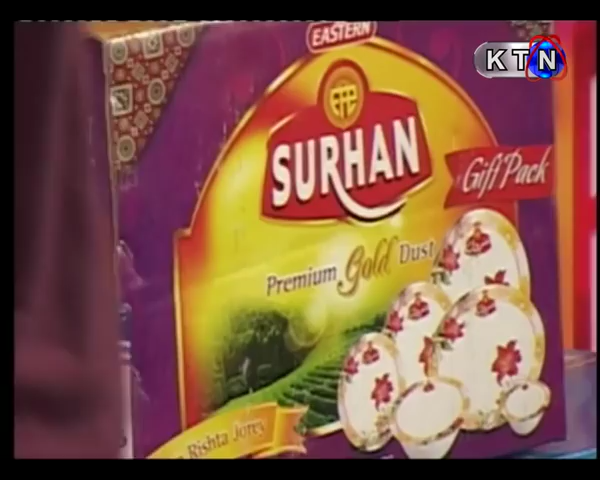 KTN
EASTERN
SURHAN
Gift Pack
Premium Gold Dust
Rishta Jorey